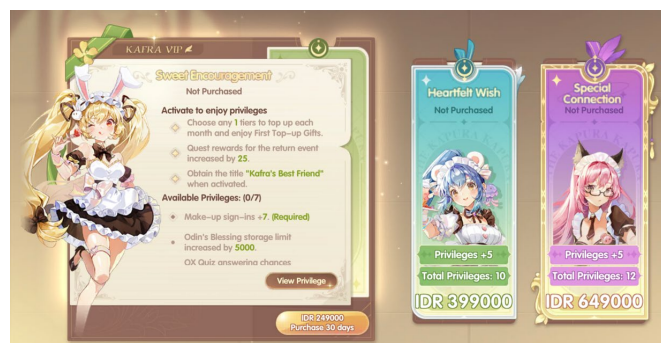 KAFRA VIP
Sweet Encouragement
Not Purchased
Activate to enjoy privileges
Choose any 1 tiers to top up each
month and enjoy First Top-up Gifts.
Quest rewards for the return event
increased by 25.
Obtain the title "Kafra's Best Friend"
when activated.
Available Privileges: (0/7)
Make-up sign-ins +7. (Required)
Odin's Blessing storage limit
increased by 5000.
OX Quiz answering chances
View Privilege
IDR 249000
Purchase 30 days
Heartfelt Wish
Not Purchased
Privileges +5
Total Privileges: 10
IDR 399000
Special
Connection
Not Purchased
Privileges +5
Total Privileges: 12
IDR 649000